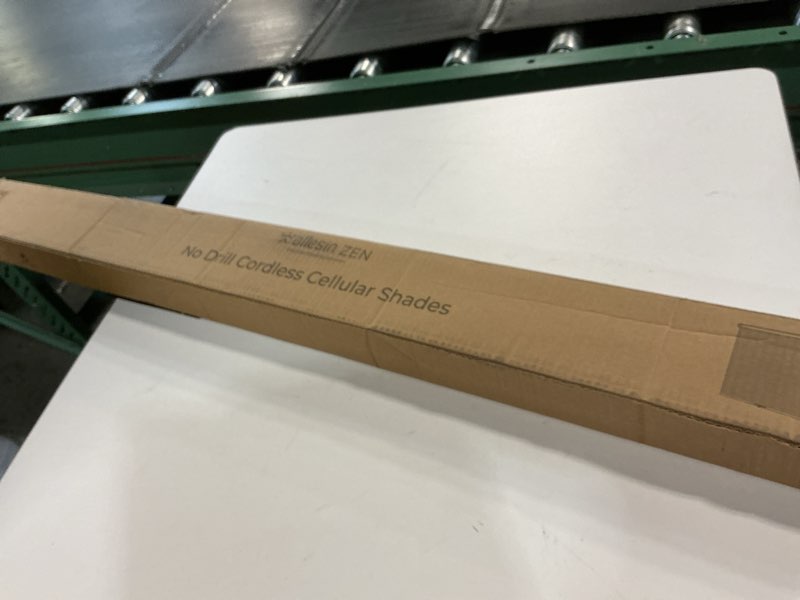 allesin ZEN
No Drill Cordless Cellular Shades